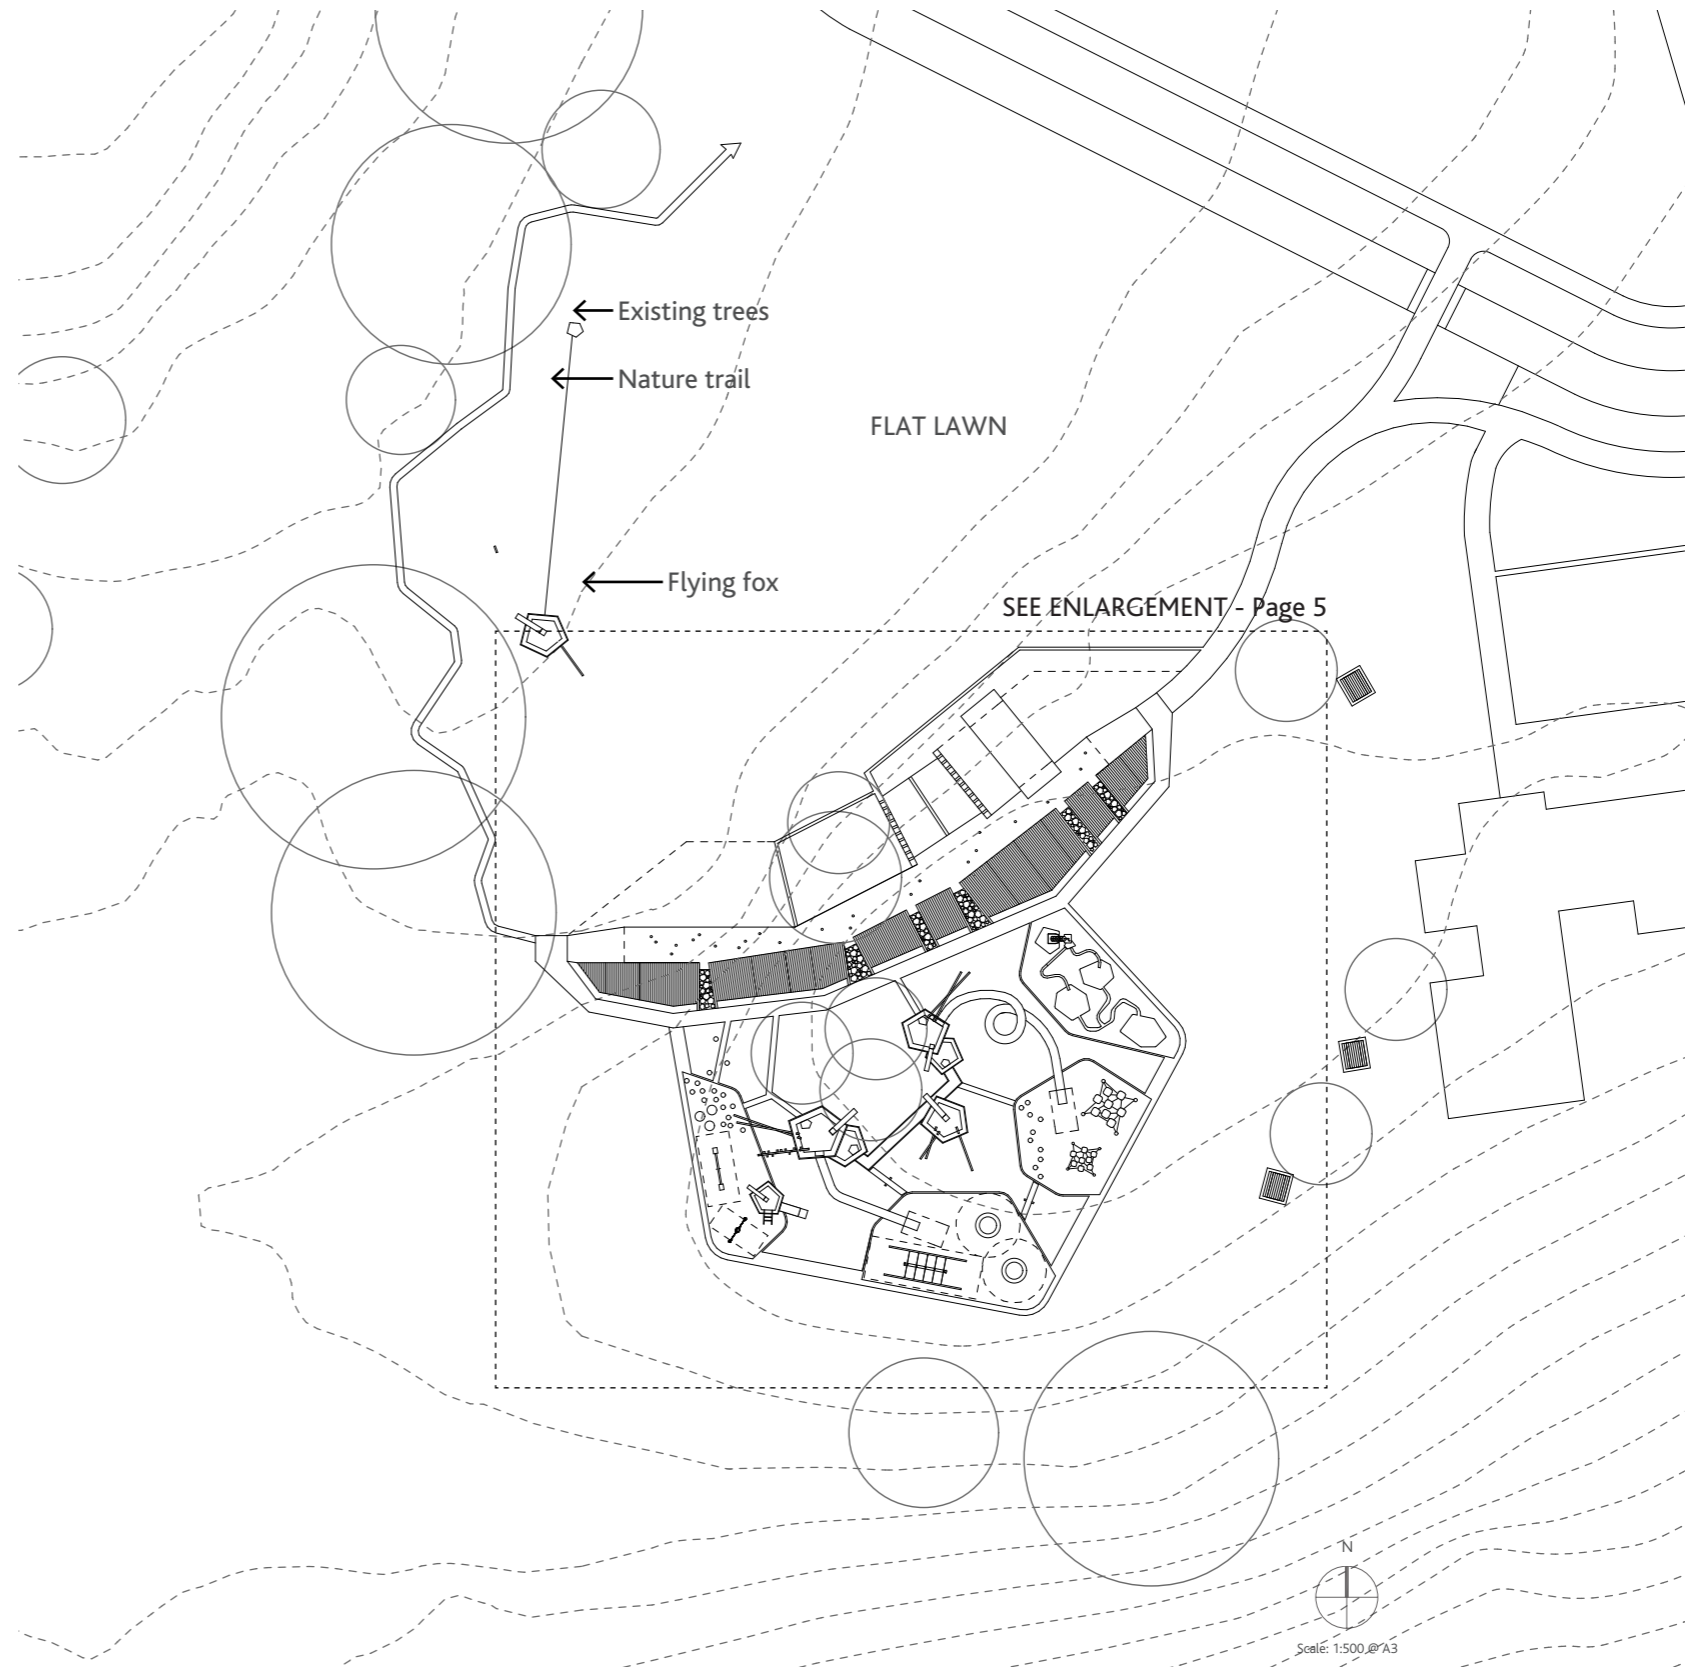 Existing trees
Nature trail
FLAT LAWN
Flying fox
SEE ENLARGEMENT - Page 5
N
Scale: 1:500 @ A3